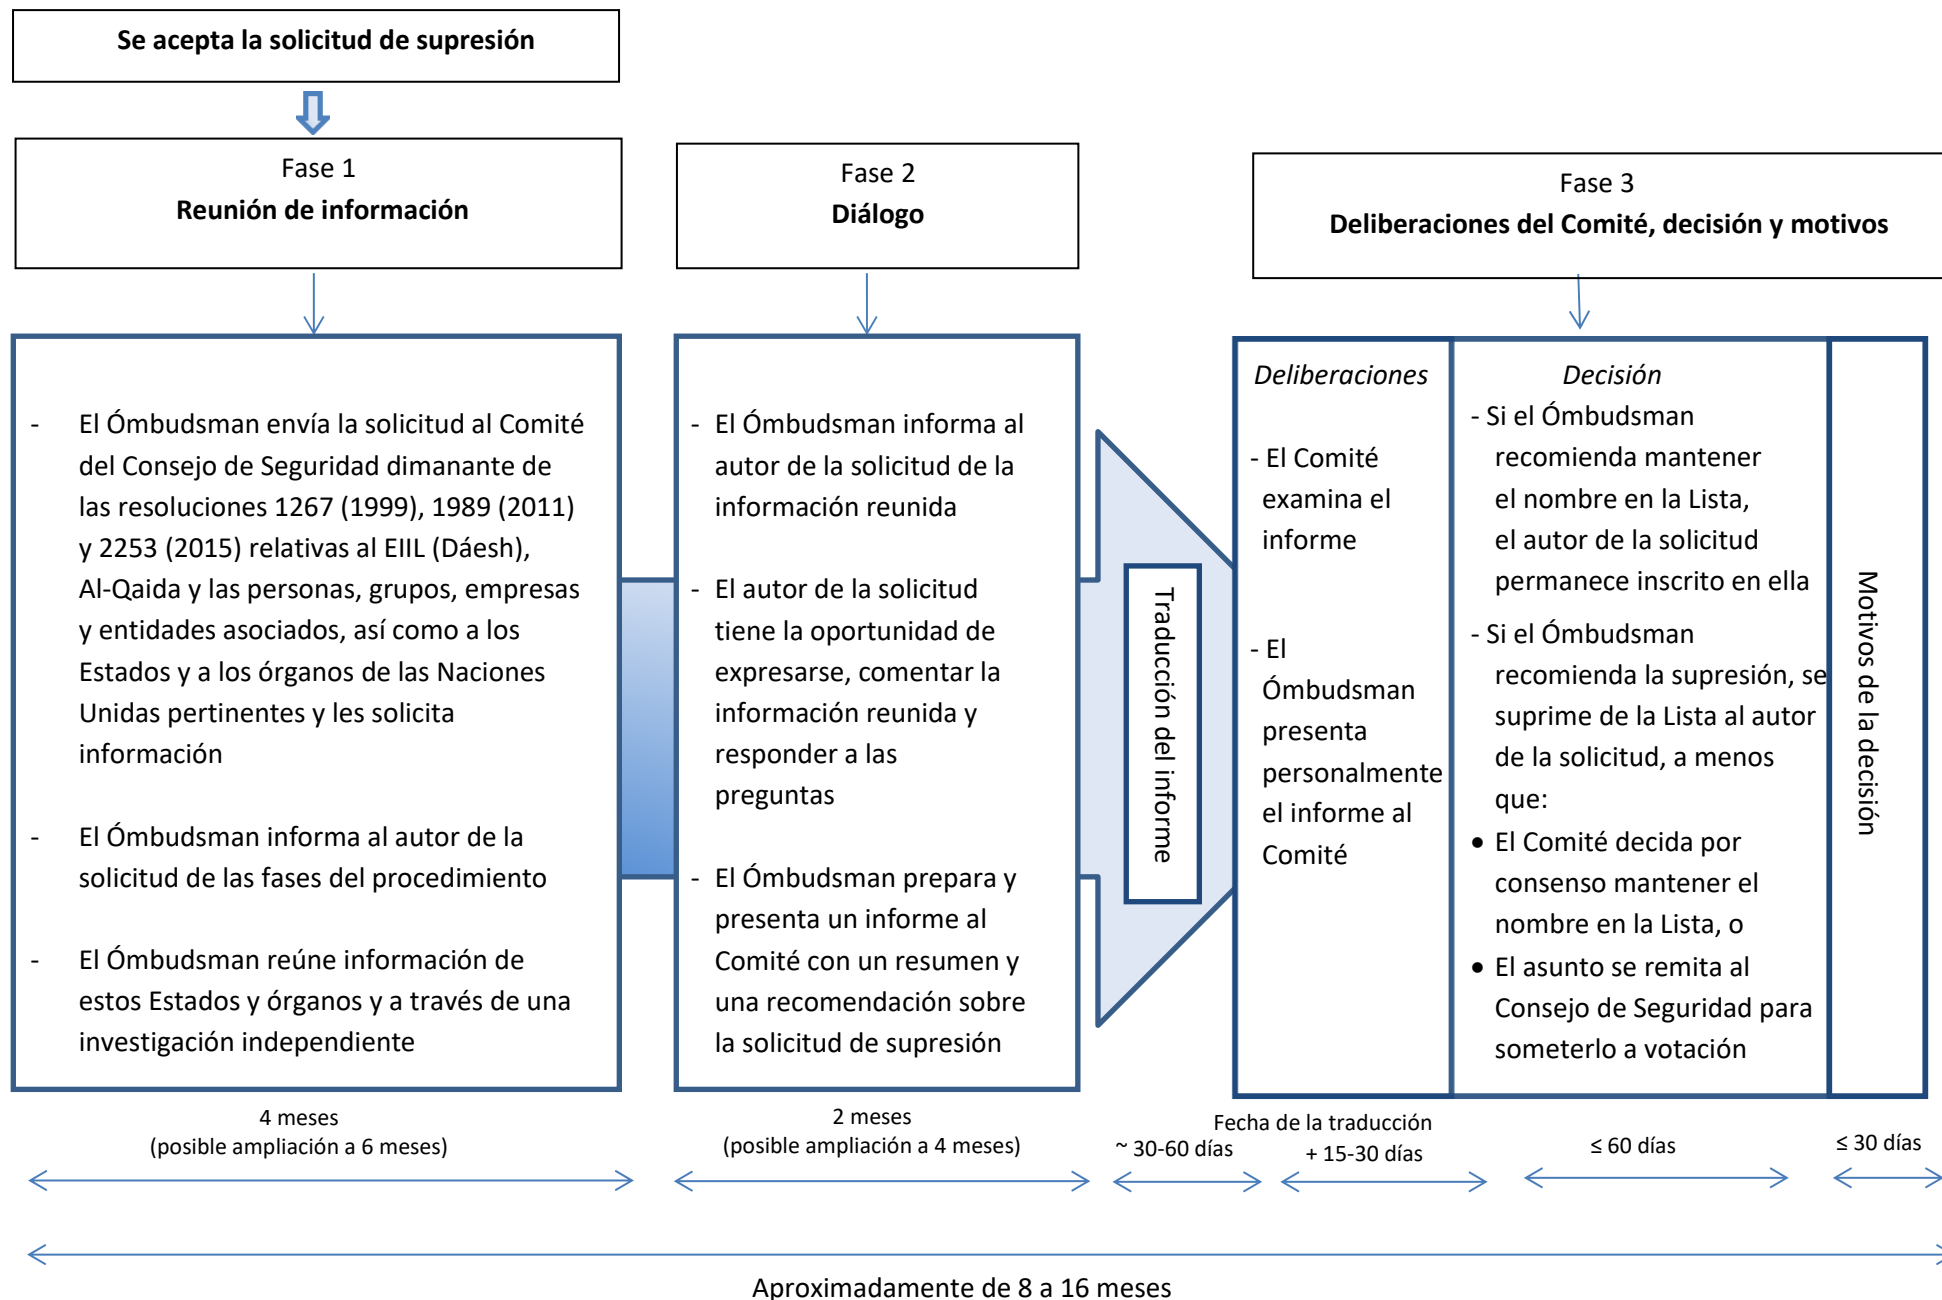 Se acepta la solicitud de supresión
Fase 1
Reunión de información
Fase 2
Diálogo
Fase 3
Deliberaciones del Comité, decisión y motivos
- El Ómbudsman envía la solicitud al Comité
del Consejo de Seguridad dimanante de
las resoluciones 1267 (1999), 1989 (2011)
y 2253 (2015) relativas al EIIL (Dáesh),
Al-Qaida y las personas, grupos, empresas
y entidades asociados, así como a los
Estados y a los órganos de las Naciones
Unidas pertinentes y les solicita
información
- El Ómbudsman informa al autor de la
solicitud de las fases del procedimiento
- El Ómbudsman reúne información de
estos Estados y órganos y a través de una
investigación independiente
- El Ómbudsman informa al
autor de la solicitud de la
información reunida
- El autor de la solicitud
tiene la oportunidad de
expresarse, comentar la
información reunida y
responder a las
preguntas
- El Ómbudsman prepara y
presenta un informe al
Comité con un resumen y
una recomendación sobre
la solicitud de supresión
Traducción del informe
Deliberaciones
- El Comité
examina el
informe
- El
Ómbudsman
presenta
personalmente
el informe al
Comité
Decisión
- Si el Ómbudsman
recomienda mantener
el nombre en la Lista,
el autor de la solicitud
permanece inscrito en ella
- Si el Ómbudsman
recomienda la supresión, se
suprime de la Lista al autor
de la solicitud, a menos
que:
• El Comité decida por
consenso mantener el
nombre en la Lista, o
• El asunto se remita al
Consejo de Seguridad para
someterlo a votación
Motivos de la decisión
4 meses
(posible ampliación a 6 meses)
2 meses
(posible ampliación a 4 meses)
~ 30-60 días
Fecha de la traducción
+ 15-30 días
≤ 60 días
≤ 30 días
Aproximadamente de 8 a 16 meses